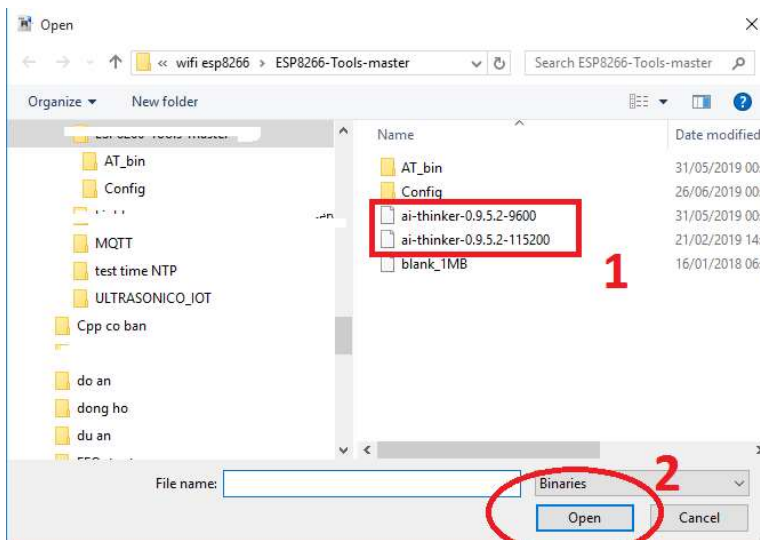 Open
« wifi esp8266 > ESP8266-Tools-master
Search ESP8266-Tools-master
Organize
New folder
AT_bin
Config
MQTT
test time NTP
ULTRASONICO_IOT
Cpp co ban
do an
dong ho
du an
Name
Date modified
AT_bin
31/05/2019 00:
Config
26/06/2019 00:
ai-thinker-0.9.5.2-9600
31/05/2019 00:
ai-thinker-0.9.5.2-115200
21/02/2019 14:
blank_1MB
16/01/2018 06:
1
File name:
Binaries
2
Open
Cancel